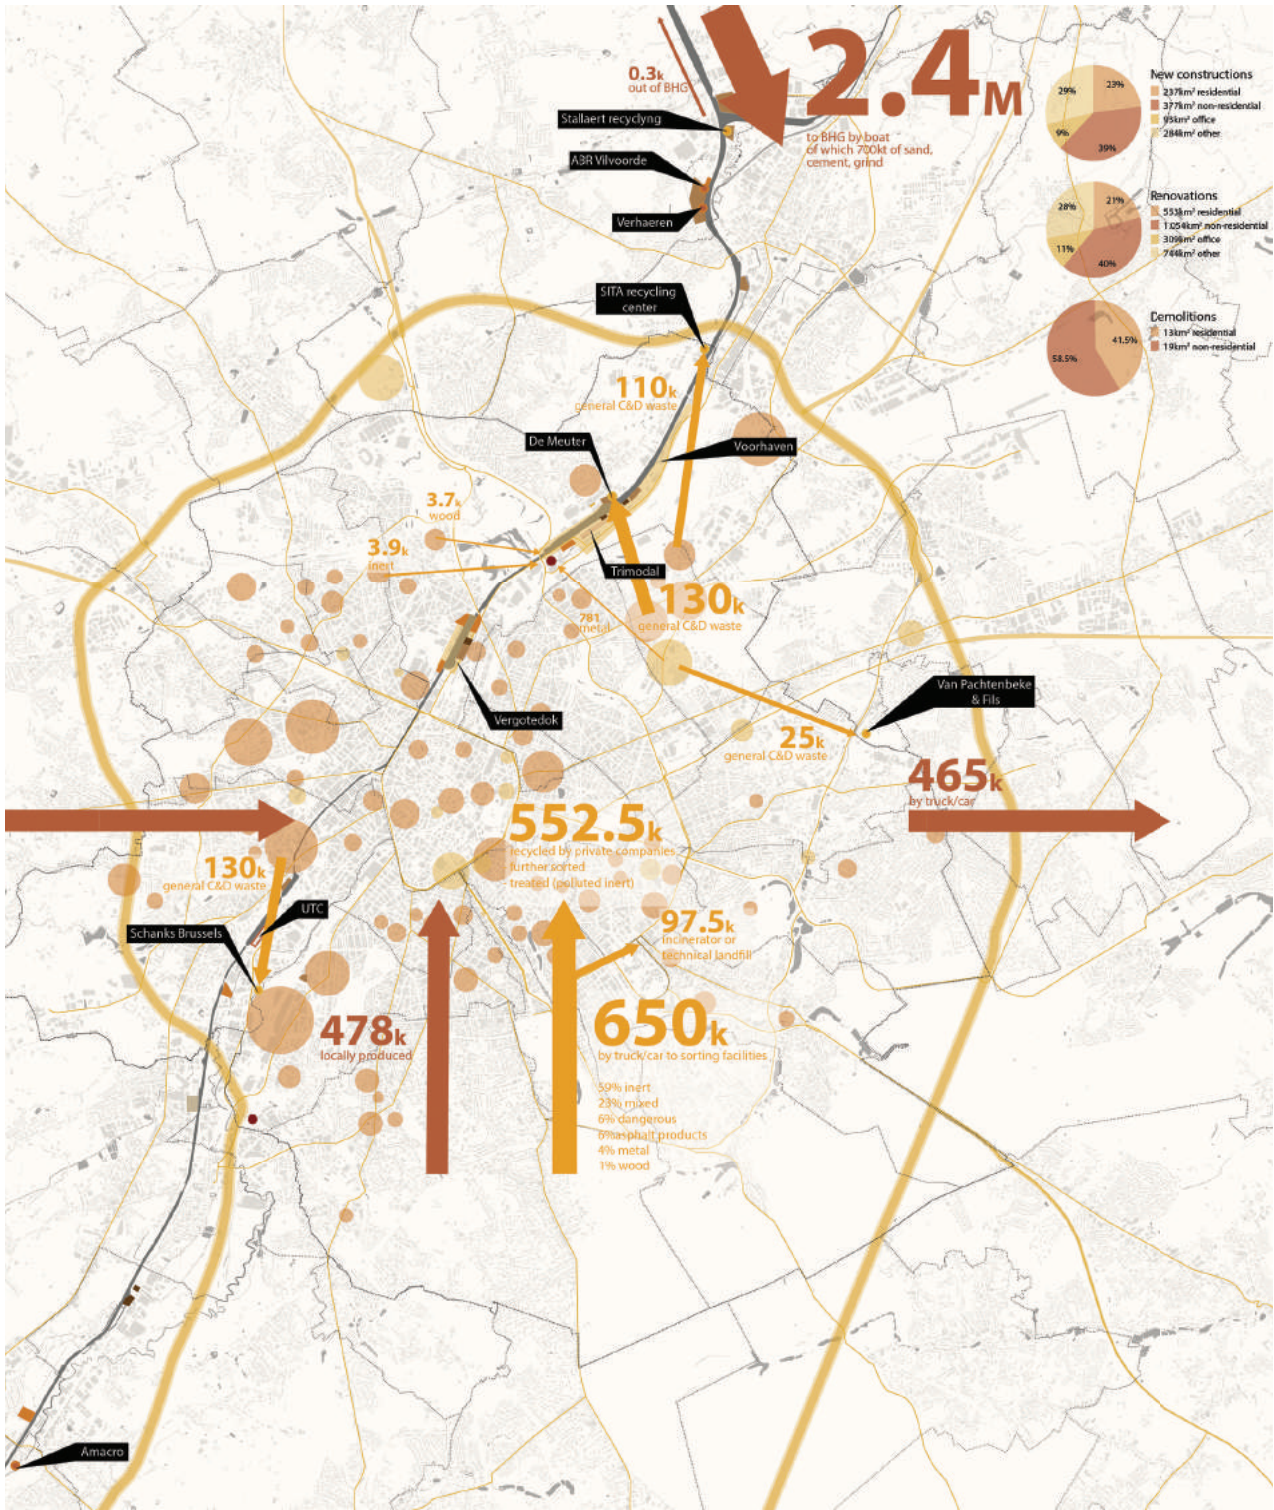 0.3k
out of BHG
2.4M
to BHG by boat
of which 700kt of sand,
cement, grind
Stallaert recyclyng
ABR Vilvoorde
Verhaeren
SITA recycling
center
New constructions
29%
23%
9%
39%
237km² residential
377km² non-residential
93km² office
284km² other
Renovations
28%
21%
11%
40%
553km² residential
1.054km² non-residential
309km² office
744km² other
Demolitions
58.5%
41.5%
13km² residential
19km² non-residential
110k
general C&D waste
De Meuter
Voorhaven
3.7k
wood
3.9k
inert
Trimodal
781
metal
130k
general C&D waste
Vergotedok
Van Pachtenbeke
& Fils
25k
general C&D waste
465k
by truck/car
552.5k
recycled by private companies
further sorted
treated (polluted inert)
130k
general C&D waste
UTC
Schanks Brussels
97.5k
incinerator or
technical landfill
478k
locally produced
650k
by truck/car to sorting facilities
59% inert
23% mixed
6% dangerous
6%asphalt products
4% metal
1% wood
Amacro